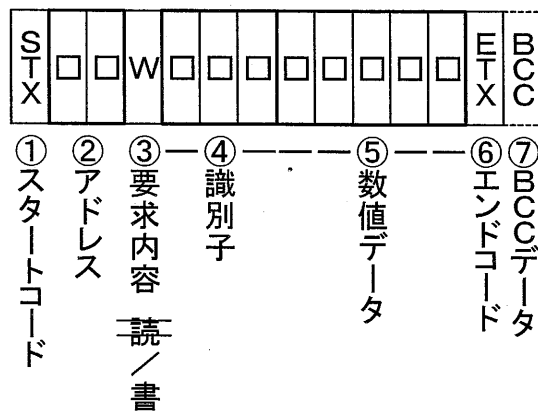 STX □ □ W □ □ □ □ □ □ □ □ ETX BCC
① ② ③ ④ ⑤ ⑥ ⑦
スタートコード
アドレス
要求内容 読/書
識別子
数値データ
エンドコード
BCCデータ